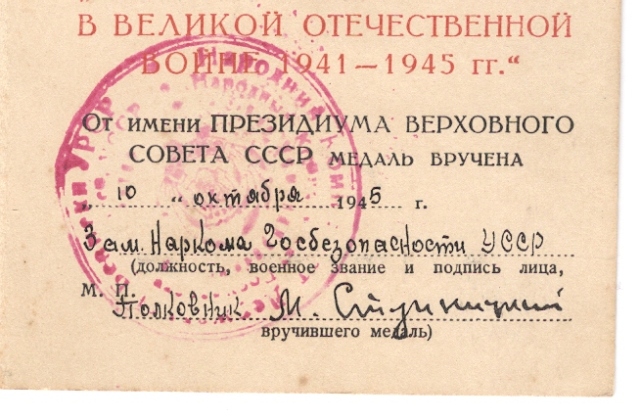 В ВЕЛИКОЙ ОТЕЧЕСТВЕННОЙ
ВОЙНЕ 1941—1945 гг.“
От имени ПРЕЗИДИУМА ВЕРХОВНОГО
СОВЕТА СССР медаль вручена
„ 10 „ октября 1945 г.
Зам. Наркома Госбезопасности УССР
(должность, военное звание и подпись лица,
М. П.
Полковник М.
вручившего медаль)